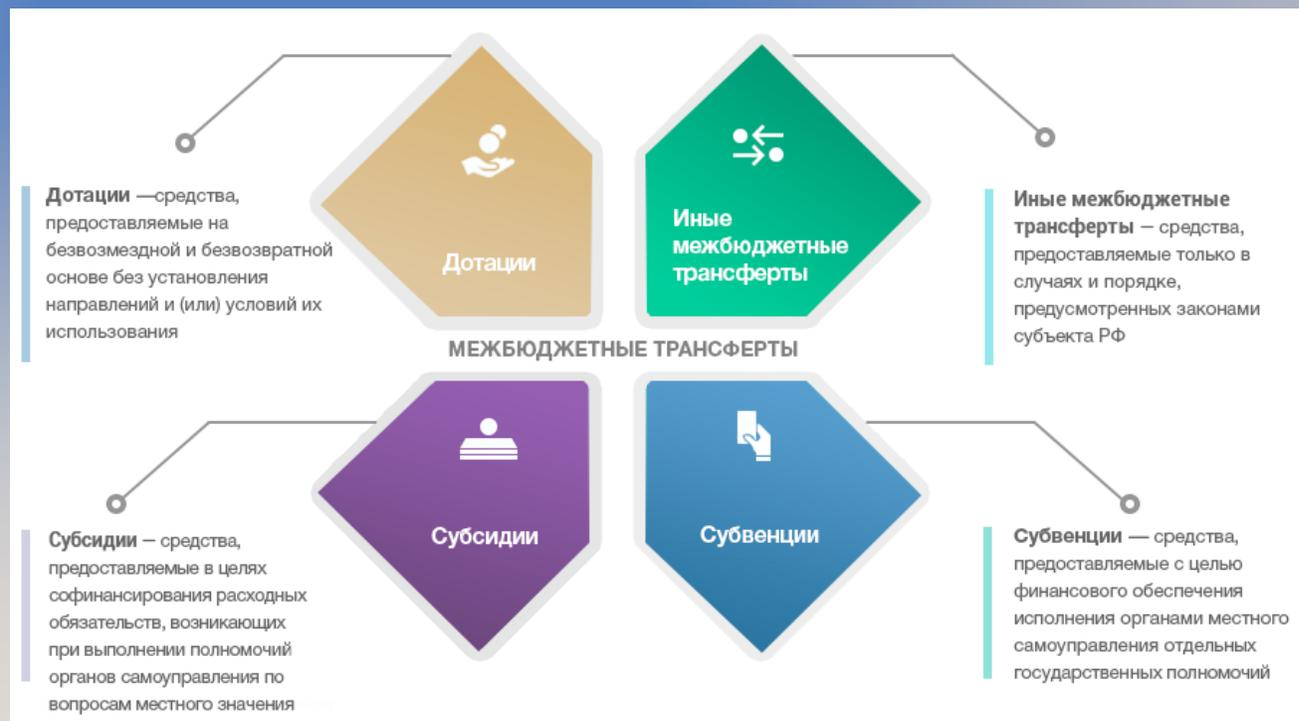 Дотации —средства,
предоставляемые на
безвозмездной и безвозвратной
основе без установления
направлений и (или) условий их
использования
Дотации
Иные
межбюджетные
трансферты
Иные межбюджетные
трансферты – средства,
предоставляемые только в
случаях и порядке,
предусмотренных законами
субъекта РФ
МЕЖБЮДЖЕТНЫЕ ТРАНСФЕРТЫ
Субсидии – средства,
предоставляемые в целях
софинансирования расходных
обязательств, возникающих
при выполнении полномочий
органов самоуправления по
вопросам местного значения
Субсидии
Субвенции
Субвенции — средства,
предоставляемые с целью
финансового обеспечения
исполнения органами местного
самоуправления отдельных
государственных полномочий